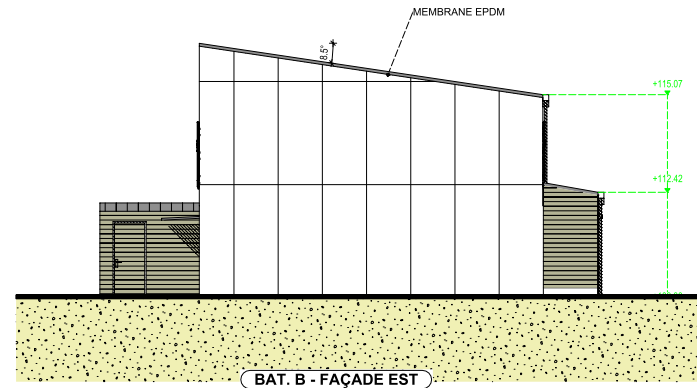 MEMBRANE EPDM
8.5°
+115.07
+112.42
BAT. B - FAÇADE EST